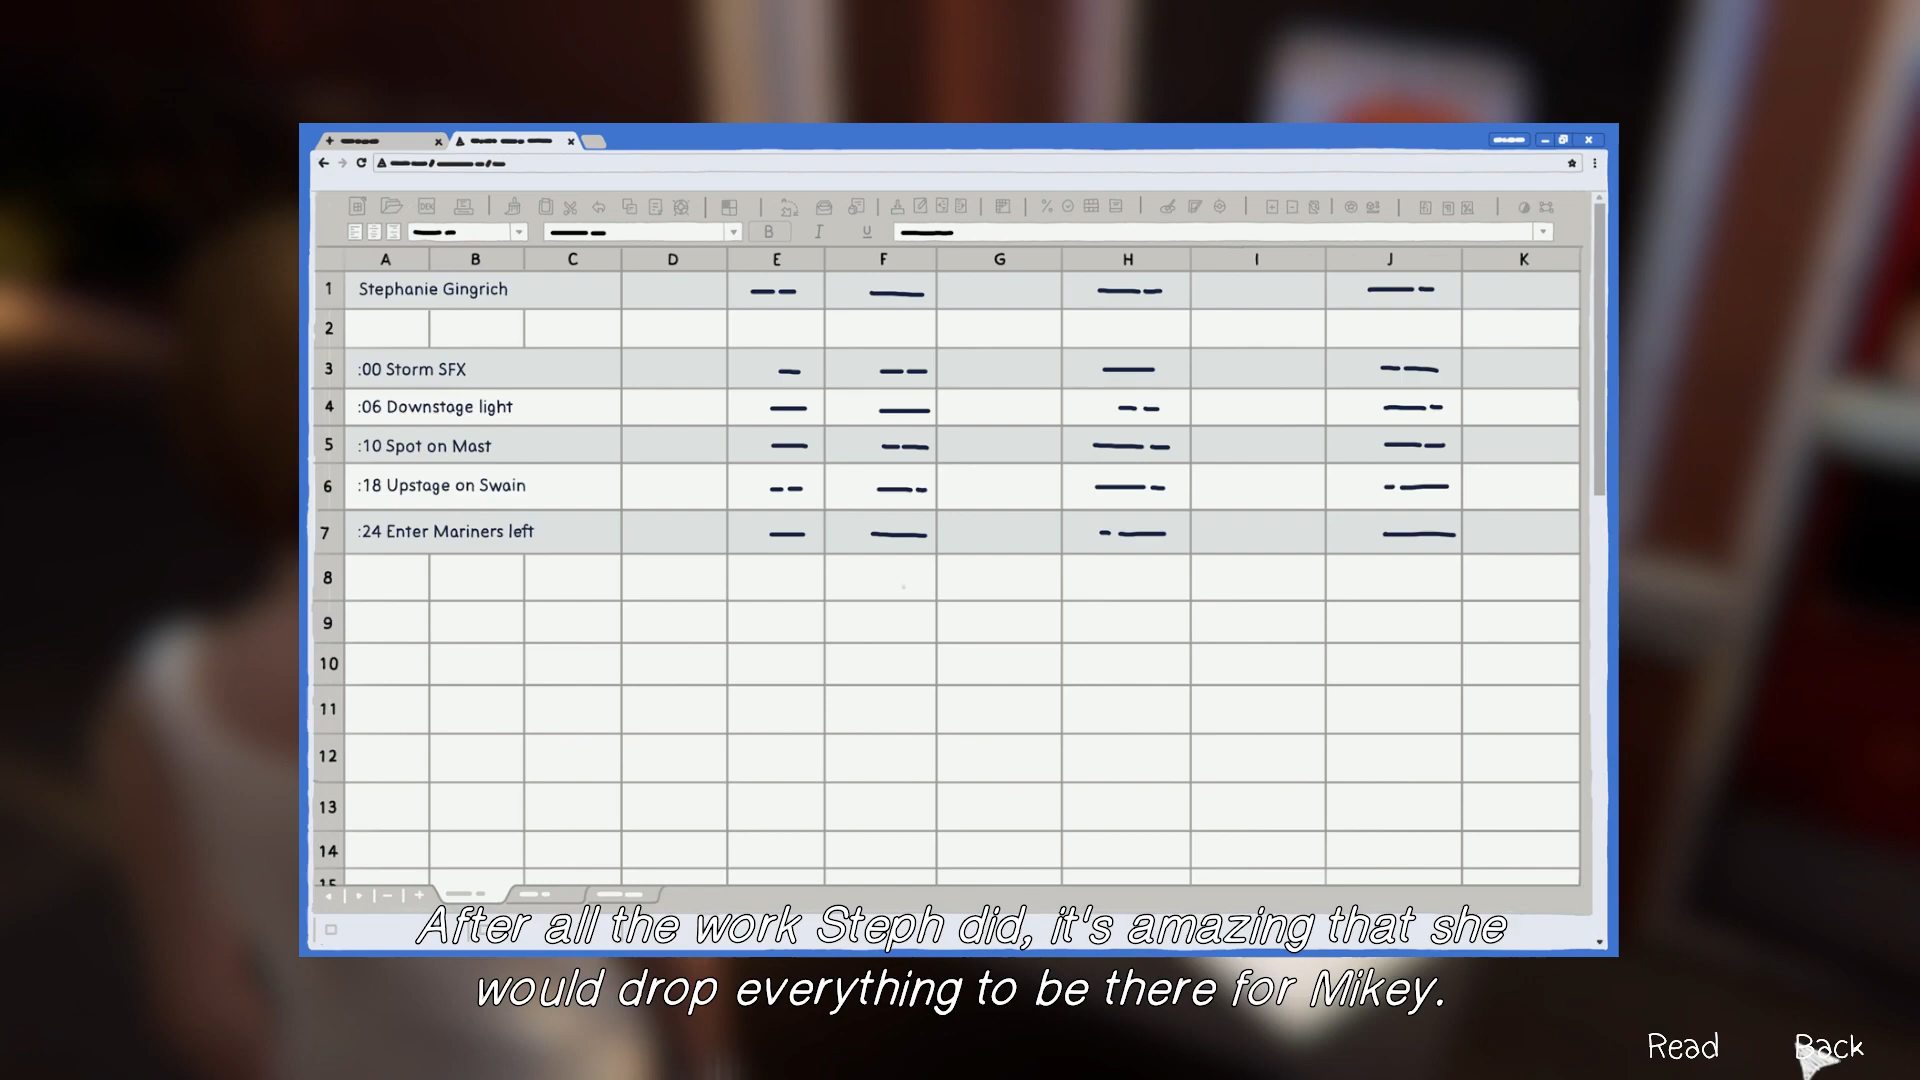 B I U
A B C D E F G H I J K
1 Stephanie Gingrich
2
3 :00 Storm SFX
4 :06 Downstage light
5 :10 Spot on Mast
6 :18 Upstage on Swain
7 :24 Enter Mariners left
8
9
10
11
12
13
14
15
After all the work Steph did, it's amazing that she
would drop everything to be there for Mikey.
Read Back